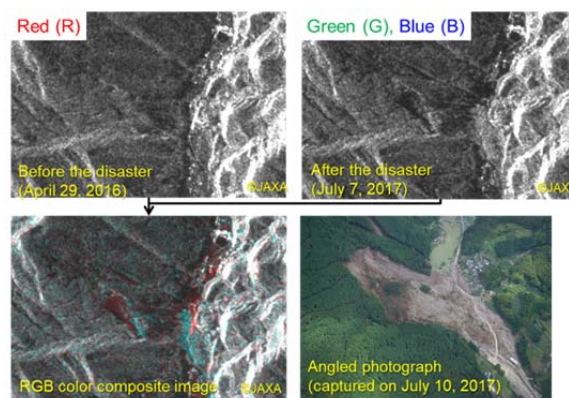 Red (R)
Before the disaster
(April 29, 2016)
©JAXA
Green (G), Blue (B)
After the disaster
(July 7, 2017)
©JAXA
RGB color composite image
©JAXA
Angled photograph
(captured on July 10, 2017)